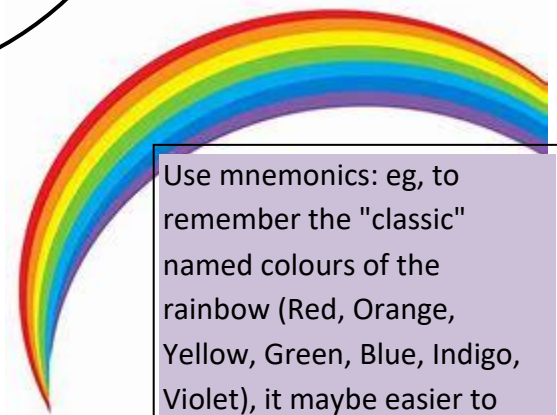 Use mnemonics: eg, to
remember the "classic"
named colours of the
rainbow (Red, Orange,
Yellow, Green, Blue, Indigo,
Violet), it maybe easier to